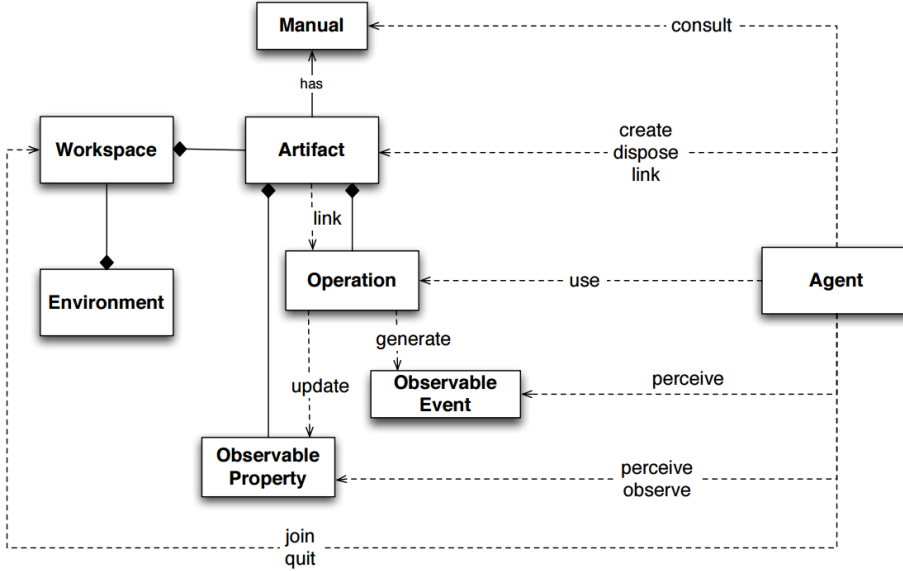 Manual
consult
has
Workspace
Artifact
create
dispose
link
link
Environment
Operation
use
Agent
generate
update
Observable
Event
perceive
Observable
Property
perceive
observe
join
quit